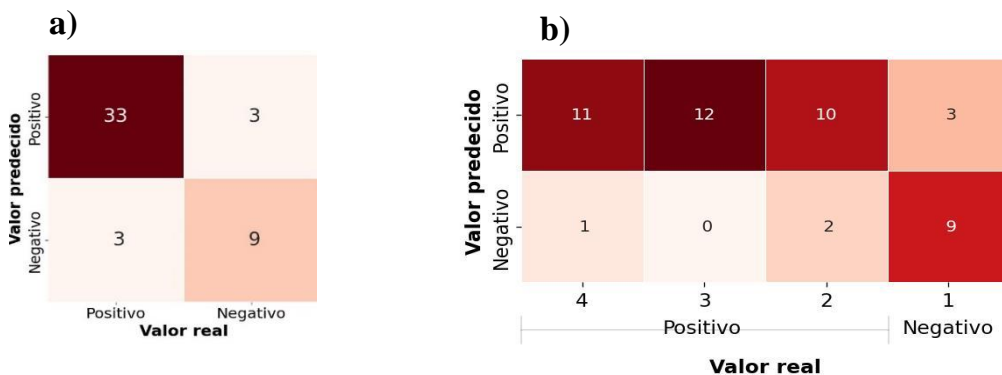 a)
Valor predecido
Positivo
33 3
Negativo
3 9
Positivo Negativo
Valor real
b)
Valor predecido
Positivo
11 12 10 3
Negativo
1 0 2 9
4 3 2 1
Positivo Negativo
Valor real